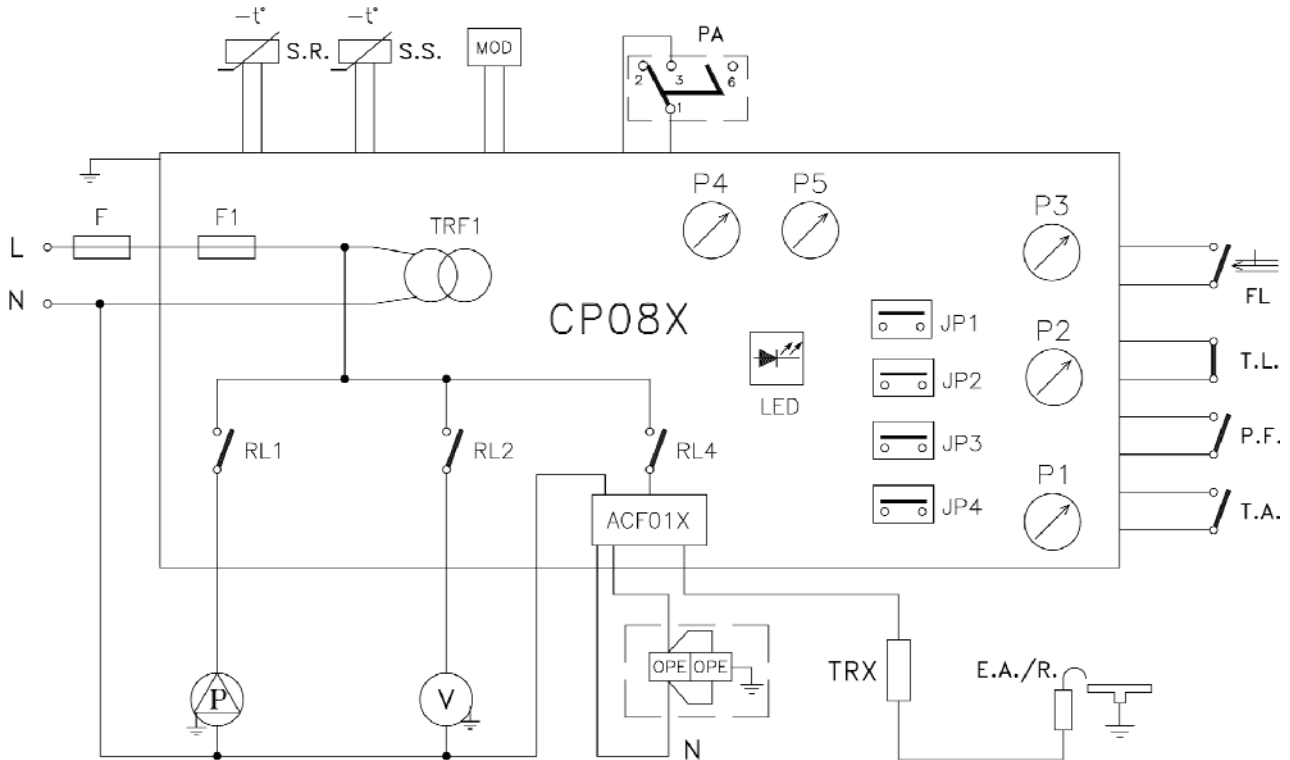 -t°
-t°
S.R.
S.S.
MOD
PA
2
3
6
1
P4
P5
P3
F
F1
TRF1
L
N
CP08X
FL
JP1
P2
LED
JP2
T.L.
RL1
RL2
RL4
JP3
P.F.
P1
ACF01X
JP4
T.A.
OPE
OPE
TRX
E.A./R.
P
V
N